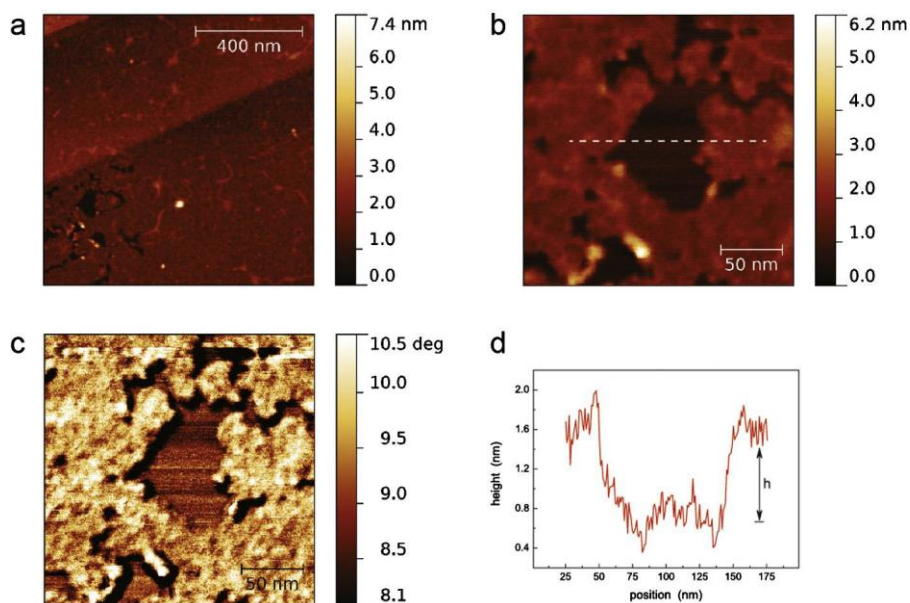 a
400 nm
7.4 nm
6.0
5.0
4.0
3.0
2.0
1.0
0.0
b
50 nm
6.2 nm
5.0
4.0
3.0
2.0
1.0
0.0
c
50 nm
10.5 deg
10.0
9.5
9.0
8.5
8.1
d
height (nm)
2.0
1.6
1.2
0.8
0.4
h
25 50 75 100 125 150 175
position (nm)